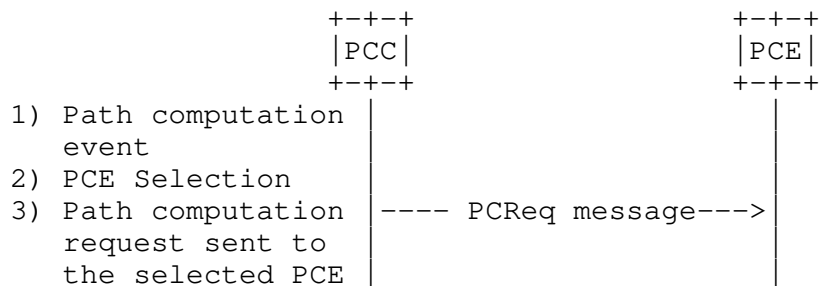 +-+-+ +-+-+
|PCC| |PCE|
+-+-+ +-+-+
1) Path computation | |
event | |
2) PCE Selection | |
3) Path computation |---- PCReq message--->|
request sent to | |
the selected PCE | |